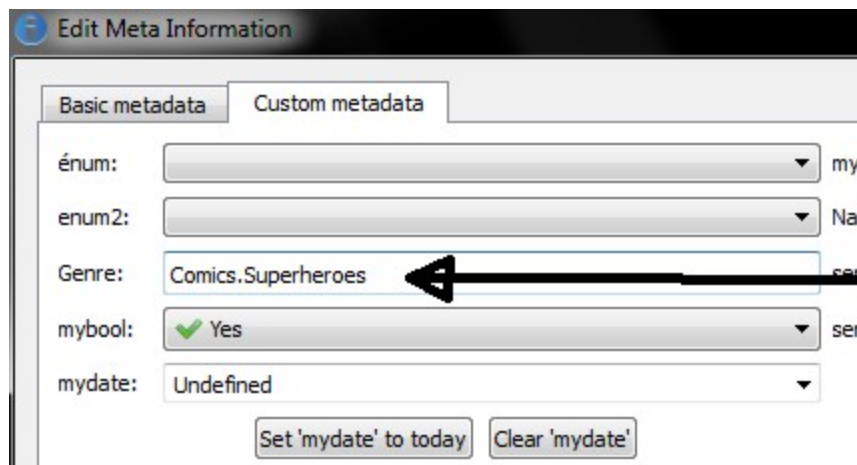 Edit Meta Information
Basic metadata Custom metadata
énum: my
enum2: Na
Genre: Comics.Superheroes
mybool: Yes ser
mydate: Undefined
Set 'mydate' to today Clear 'mydate'